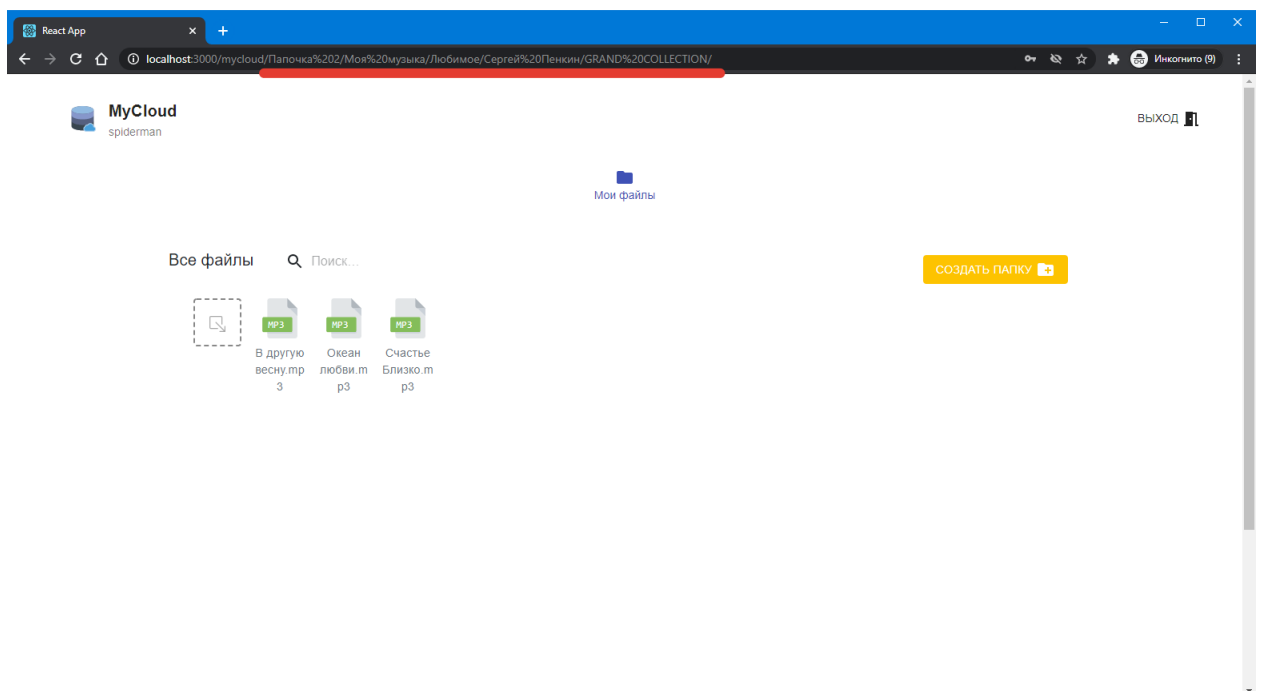 React App
localhost:3000/mycloud/Папочка%202/Моя%20музыка/Любимое/Сергей%20Пенкин/GRAND%20COLLECTION/
Инкогнито (9)
MyCloud
spiderman
ВЫХОД
Мои файлы
Все файлы
Поиск...
СОЗДАТЬ ПАПКУ
MP3 MP3 MP3
В другую Океан Счастье
весну.mp любви.m Близко.m
3 p3 p3